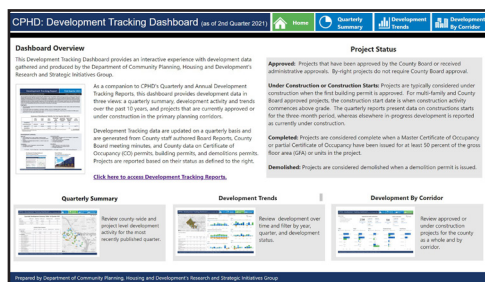 CPHD: Development Tracking Dashboard (as of 2nd Quarter 2021)
Home
Quarterly
Summary
Development
Trends
Development
By Corridor
Dashboard Overview
This Development Tracking Dashboard provides an interactive experience with development data
gathered and produced by the Department of Community Planning, Housing and Development's
Research and Strategic Initiatives Group.
As a companion to CPHD's Quarterly and Annual Development
Tracking Reports, this dashboard provides development data in
three views: a quarterly summary, development activity and trends
over the past 10 years, and projects that are currently approved or
under construction in the primary planning corridors.
Development Tracking data are updated on a quarterly basis and
are generated from County staff authored Board Reports, County
Board meeting minutes, and County data on Certificate of
Occupancy (CO) permits, building permits, and demolitions permits.
Projects are reported based on their status as defined to the right.
Click here to access Development Tracking Reports.
Project Status
Approved: Projects that have been approved by the County Board or received
administrative approvals. By-right projects do not require County Board approval.
Under Construction or Construction Starts: Projects are typically considered under
construction when the first building permit is approved. For multi-family and County
Board approved projects, the construction start date is when construction activity
commences above grade. The quarterly reports present data on constructions starts
for the three month period, whereas elsewhere in-progress development is reported
as currently under construction.
Completed: Projects are considered complete when a Master Certificate of Occupancy
or partial Certificate of Occupancy have been issued for at least 50 percent of the gross
floor area (GFA) or units in the project.
Demolished: Projects are considered demolished when a demolition permit is issued.
Quarterly Summary
Review county-wide and
project level development
activity for the most
recently published quarter.
Development Trends
Review development over
time and filter by year,
quarter, and development
status.
Development By Corridor
Review approved or
under construction
projects for the county
as a whole and by
corridor.
Prepared by Department of Community Planning, Housing and Development's Research and Strategic Initiatives Group